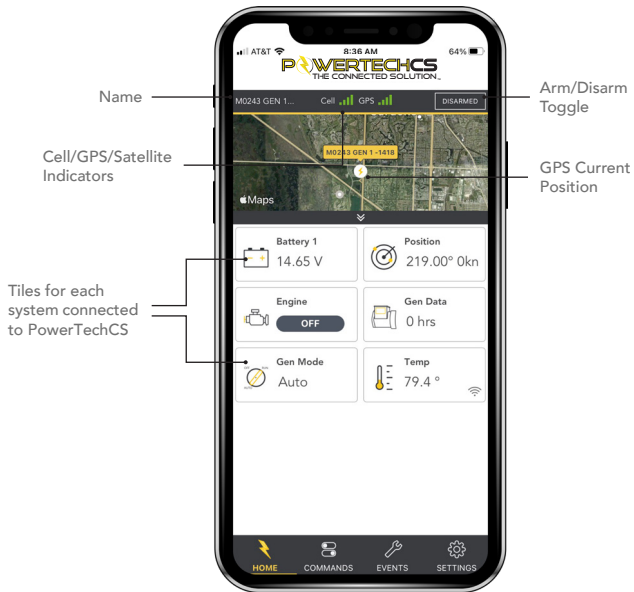 AT&T
8:36 AM
64%
POWERTECHCS
THE CONNECTED SOLUTION
Name
M0243 GEN 1...
Cell
GPS
DISARMED
Arm/Disarm
Toggle
Cell/GPS/Satellite
Indicators
M0243 GEN 1 -1418
GPS Current
Position
Maps
Tiles for each
system connected
to PowerTechCS
Battery 1
14.65 V
Position
219.00° 0kn
Engine
OFF
Gen Data
0 hrs
Gen Mode
Auto
OFF
RUN
AUTO
Temp
79.4 °
HOME
COMMANDS
EVENTS
SETTINGS